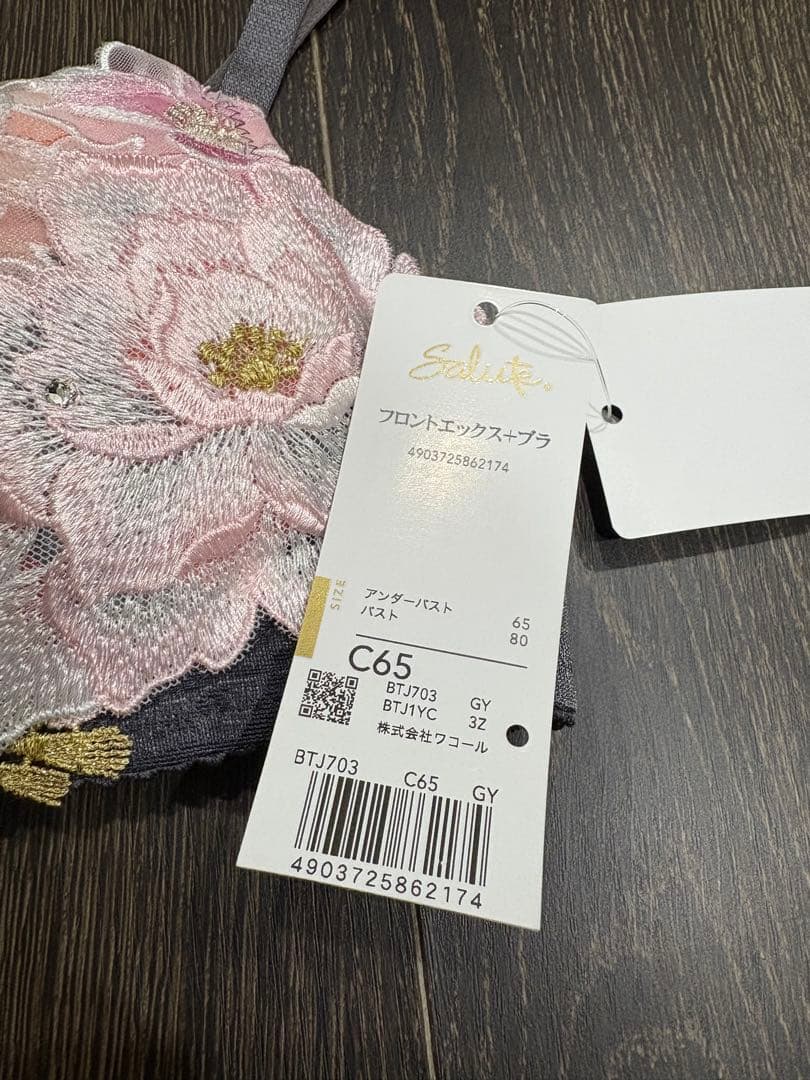 Salute.
フロントエックス+ブラ
4903725862174
SIZE
アンダーバスト 65
バスト 80
C65
BTJ703 GY
BTJ1YC 3Z
株式会社ワコール
BTJ703 C65 GY
4903725862174